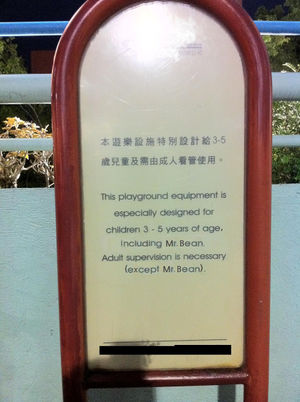 本遊樂設施特別設計給3-5
歲兒童及需由成人看管使用。
This playground equipment is
especially designed for
children 3 - 5 years of age,
including Mr. Bean.
Adult supervision is necessary
(except Mr. Bean).